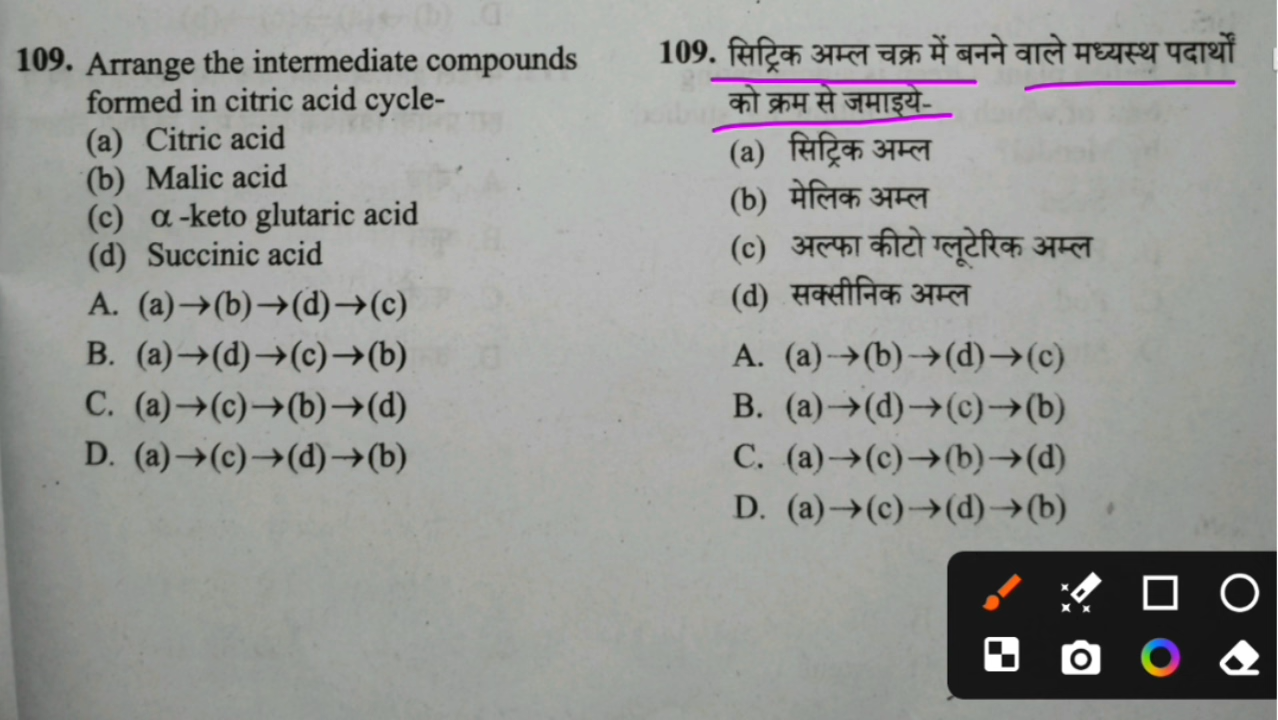 109. Arrange the intermediate compounds
formed in citric acid cycle-
(a) Citric acid
(b) Malic acid
(c) α -keto glutaric acid
(d) Succinic acid
A. (a)→(b)→(d)→(c)
B. (a)→(d)→(c)→(b)
C. (a)→(c)→(b)→(d)
D. (a)→(c)→(d)→(b)
109. सिट्रिक अम्ल चक्र में बनने वाले मध्यस्थ पदार्थों
को क्रम से जमाइये-
(a) सिट्रिक अम्ल
(b) मेलिक अम्ल
(c) अल्फा कीटो ग्लूटेरिक अम्ल
(d) सक्सीनिक अम्ल
A. (a)→(b)→(d)→(c)
B. (a)→(d)→(c)→(b)
C. (a)→(c)→(b)→(d)
D. (a)→(c)→(d)→(b)